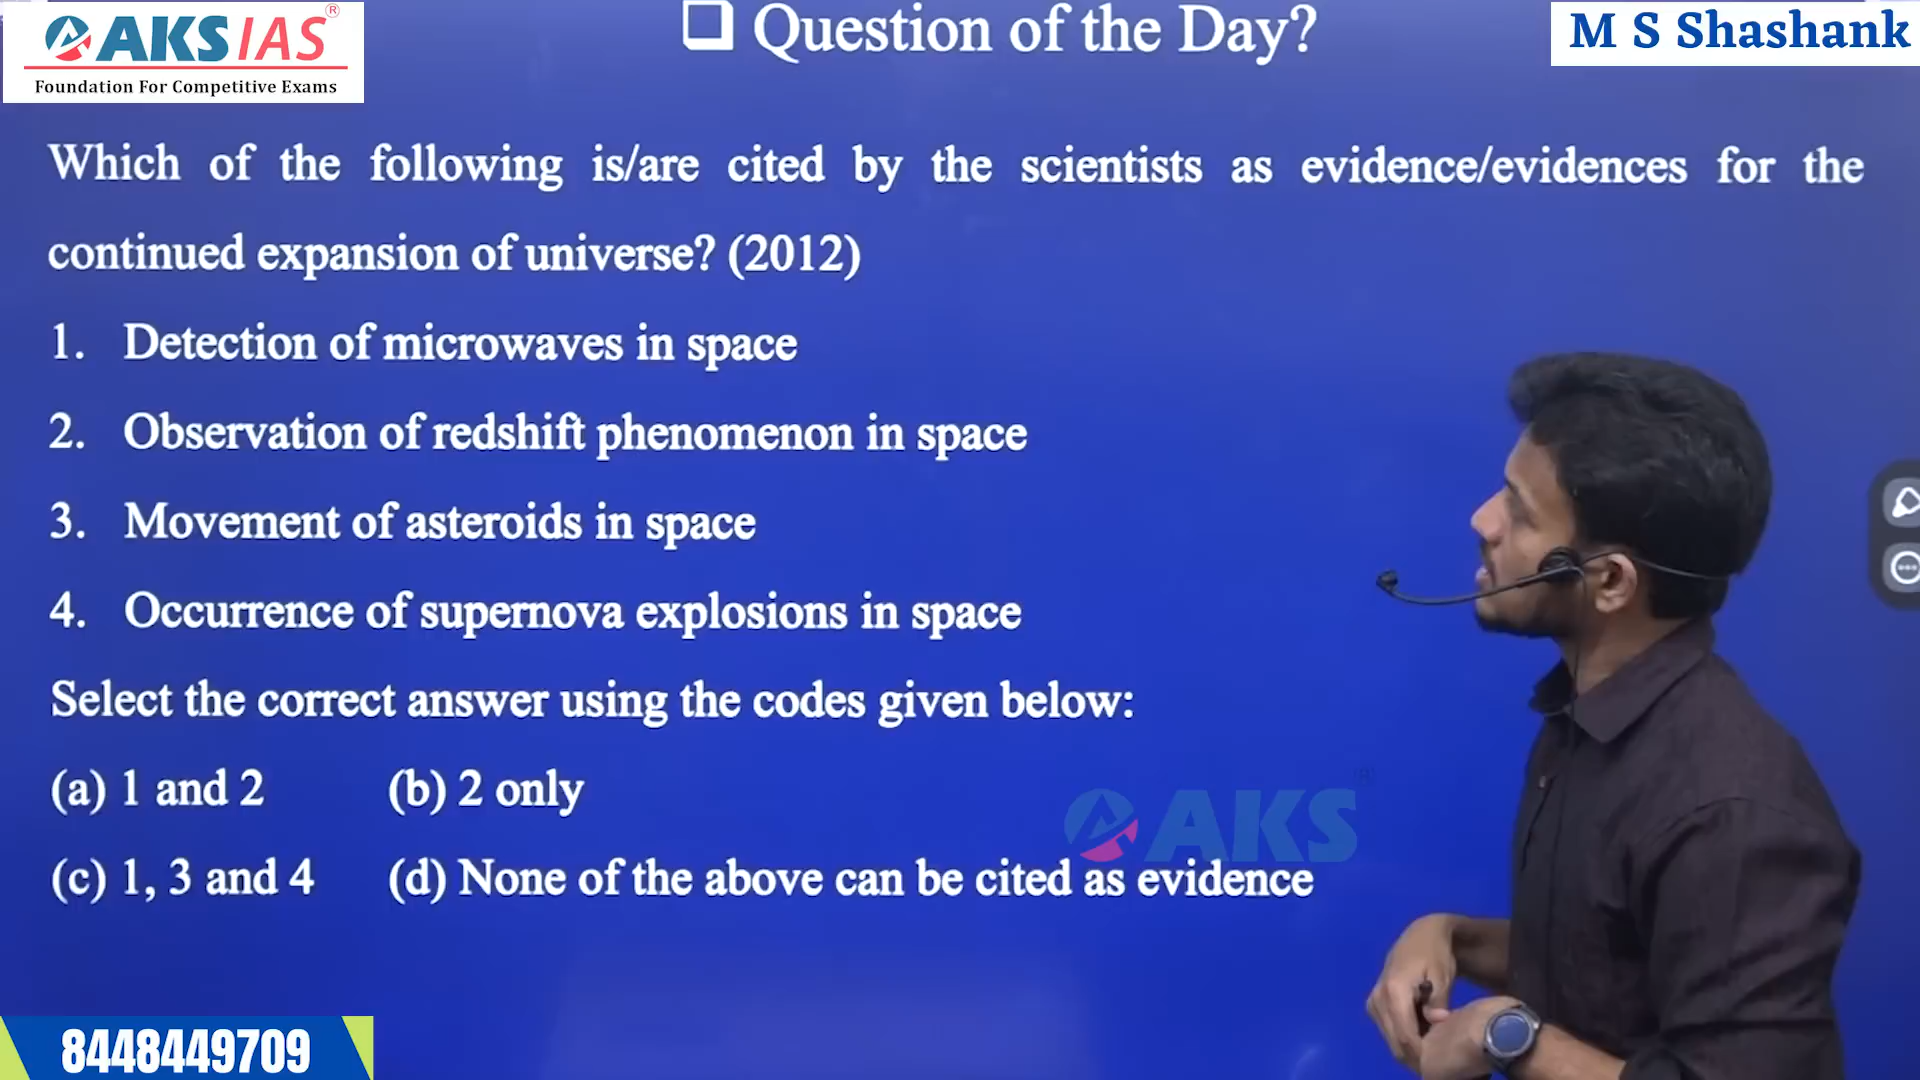 AKS IAS ®
Foundation For Competitive Exams
❑ Question of the Day?
M S Shashank
Which of the following is/are cited by the scientists as evidence/evidences for the
continued expansion of universe? (2012)
1. Detection of microwaves in space
2. Observation of redshift phenomenon in space
3. Movement of asteroids in space
4. Occurrence of supernova explosions in space
Select the correct answer using the codes given below:
(a) 1 and 2 (b) 2 only
(c) 1, 3 and 4 (d) None of the above can be cited as evidence
AKS ®
8448449709